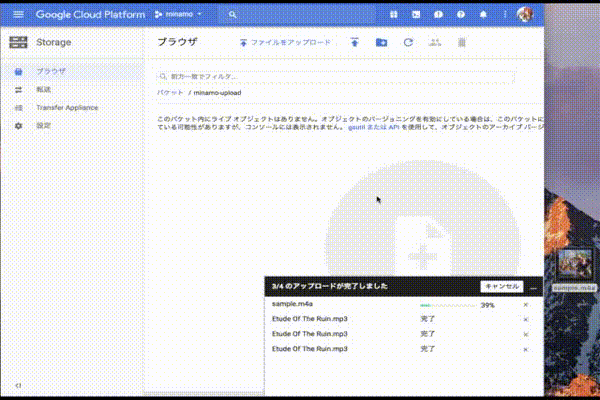 Google Cloud Platform
minamo
Storage
ブラウザ
ファイルをアップロード
ブラウザ
転送
Transfer Appliance
設定
前方一致でフィルタ...
バケット / minamo-upload
このバケット内にライブ オブジェクトはありません。オブジェクトのバージョニングを有効にしている場合は、このバケットに
ている可能性がありますが、コンソールには表示されません。 gsutil または API を使用して、オブジェクトのアーカイブ バージ
3/4 のアップロードが完了しました
キャンセル
...
sample.m4a 39% ×
Etude Of The Ruin.mp3 完了 ×
Etude Of The Ruin.mp3 完了 ×
Etude Of The Ruin.mp3 完了 ×
sample.m4a